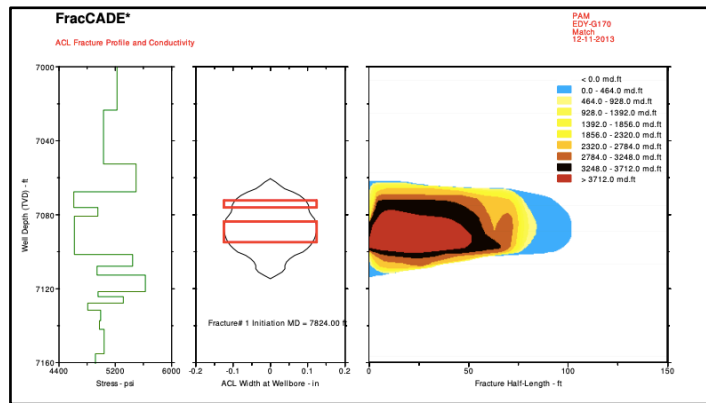 FracCADE*
ACL Fracture Profile and Conductivity
PAM
EDY-G170
Match
12-11-2013
7000
7040
7080
7120
7160
Well Depth (TVD) - ft
4400 5200 6000
Stress - psi
Fracture# 1 Initiation MD = 7824.00 ft
-0.2 -0.1 0 0.1 0.2
ACL Width at Wellbore - in
< 0.0 md.ft
0.0 - 464.0 md.ft
464.0 - 928.0 md.ft
928.0 - 1392.0 md.ft
1392.0 - 1856.0 md.ft
1856.0 - 2320.0 md.ft
2320.0 - 2784.0 md.ft
2784.0 - 3248.0 md.ft
3248.0 - 3712.0 md.ft
> 3712.0 md.ft
0 50 100 150
Fracture Half-Length - ft